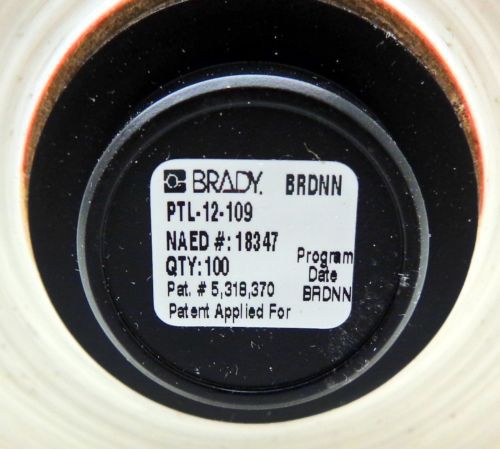 BRADY. BRDNN
PTL-12-109
NAED #: 18347
QTY: 100
Pat. # 5,318,370
Patent Applied For
Program
Date
BRDNN